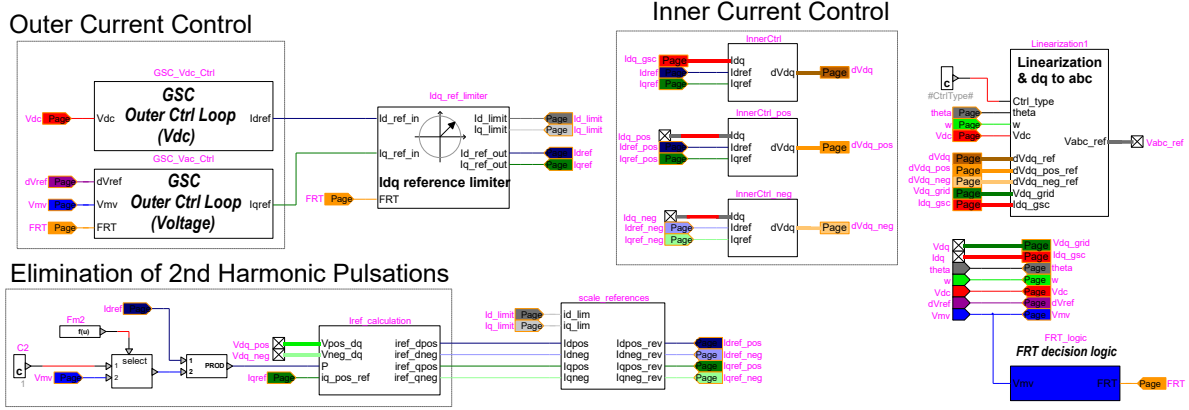 Outer Current Control
GSC_Vdc_Ctrl
GSC
Outer Ctrl Loop
(Vdc)
Vdc Page Vdc
Idref
GSC_Vac_Ctrl
GSC
Outer Ctrl Loop
(Voltage)
dVref Page dVref
Vmv Page Vmv
FRT Page FRT
Iqref
Idq_ref_limiter
Id_ref_in
Iq_ref_in
FRT Page FRT
Id_limit Page Id_limit
Iq_limit Page Iq_limit
Id_ref_out Page Idref
Iq_ref_out Page Iqref
Idq reference limiter
Inner Current Control
InnerCtrl
Idq_gsc Page Idq
Idref Page Idref
Iqref Page Iqref
dVdq Page dVdq
InnerCtrl_pos
Idq_pos Idq
Idref_pos Page Idref
Iqref_pos Page Iqref
dVdq Page dVdq_pos
InnerCtrl_neg
Idq_neg Idq
Idref_neg Page Idref
Iqref_neg Page Iqref
dVdq Page dVdq_neg
Linearization1
Linearization
& dq to abc
C
#CtrlType#
Ctrl_type
theta Page theta
w Page w
Vdc Page Vdc
Vabc_ref Vabc_ref
dVdq Page dVdq_ref
dVdq_pos Page dVdq_pos_ref
dVdq_neg Page dVdq_neg_ref
Vdq_grid Page Vdq_grid
Idq_gsc Page Idq_gsc
Vdq Page Vdq_grid
Idq Page Idq_gsc
theta Page theta
w Page w
Vdc Page Vdc
dVref Page dVref
Vmv Page Vmv
FRT_logic
FRT decision logic
Vmv FRT Page FRT
Elimination of 2nd Harmonic Pulsations
Idref Page
Fm2
f(u)
C2
C
1
select
1
2
Vmv Page
1
2
PROD
Iref_calculation
Vdq_pos Vpos_dq
Vdq_neg Vneg_dq
P
Iqref Page iq_pos_ref
iref_dpos
iref_dneg
iref_qpos
iref_qneg
scale_references
Id_limit Page id_lim
Iq_limit Page iq_lim
Idpos
Idneg
Iqpos
Iqneg
Idpos_rev Page Idref_pos
Idneg_rev Page Idref_neg
Iqpos_rev Page Iqref_pos
Iqneg_rev Page Iqref_neg